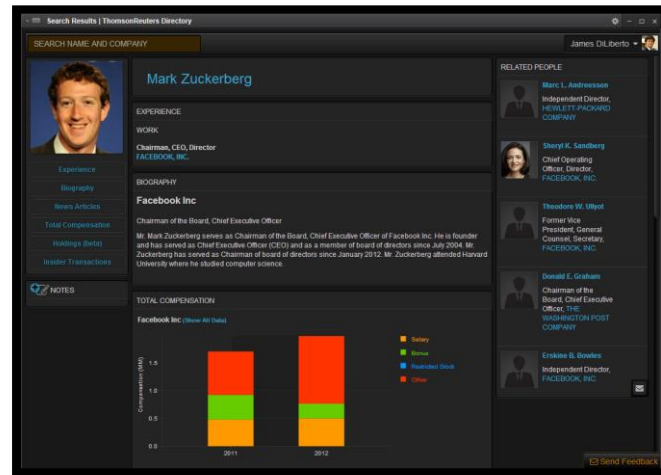 Search Results | ThomsonReuters Directory
SEARCH NAME AND COMPANY
James DiLiberto
Experience
Biography
News Articles
Total Compensation
Holdings (beta)
Insider Transactions
NOTES
Mark Zuckerberg
EXPERIENCE
WORK
Chairman, CEO, Director
FACEBOOK, INC.
BIOGRAPHY
Facebook Inc
Chairman of the Board, Chief Executive Officer
Mr. Mark Zuckerberg serves as Chairman of the Board, Chief Executive Officer of Facebook Inc. He is founder
and has served as Chief Executive Officer (CEO) and as a member of board of directors since July 2004. Mr.
Zuckerberg has served as Chairman of board of directors since January 2012. Mr. Zuckerberg attended Harvard
University where he studied computer science.
TOTAL COMPENSATION
Facebook Inc (Show All Data)
Compensation (MM)
1.5
1.0
0.5
0.0
2011
2012
Salary
Bonus
Restricted Stock
Other
RELATED PEOPLE
Marc L. Andreessen
Independent Director,
HEWLETT-PACKARD
COMPANY
Sheryl K. Sandberg
Chief Operating
Officer, Director,
FACEBOOK, INC.
Theodore W. Ullyot
Former Vice
President, General
Counsel, Secretary,
FACEBOOK, INC.
Donald E. Graham
Chairman of the
Board, Chief Executive
Officer, THE
WASHINGTON POST
COMPANY
Erskine B. Bowles
Independent Director,
FACEBOOK, INC.
Send Feedback